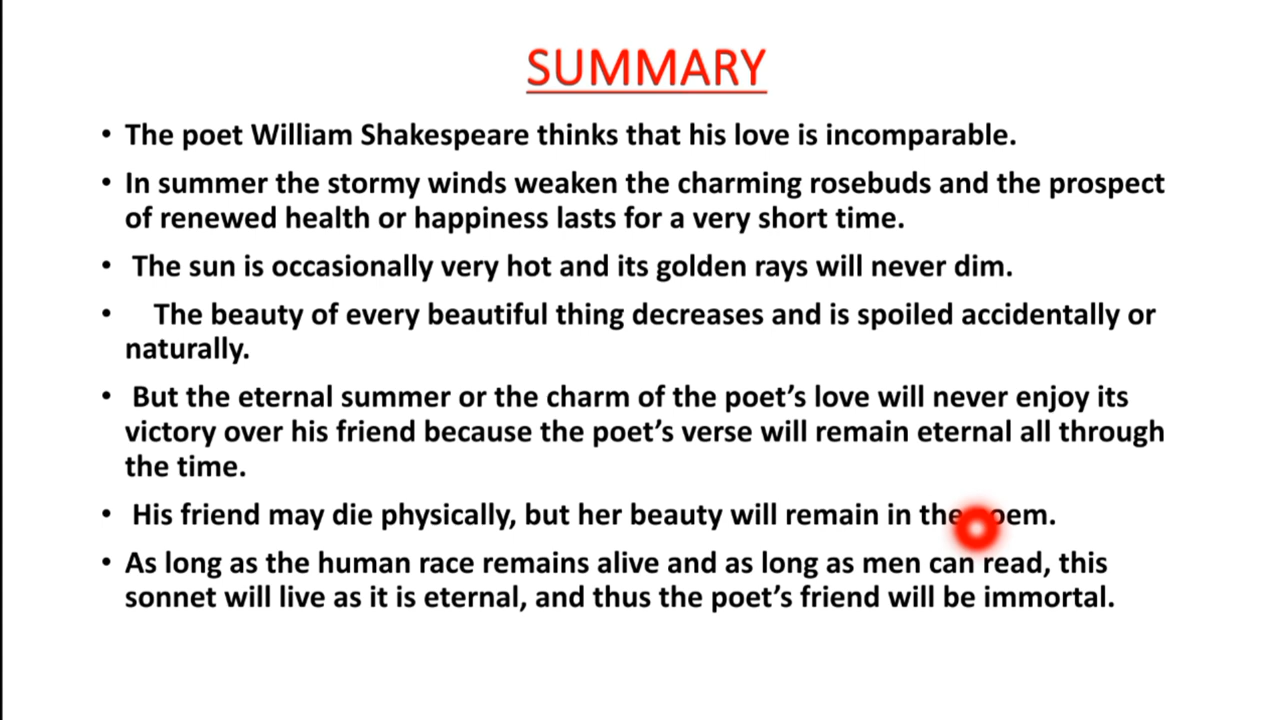 SUMMARY
• The poet William Shakespeare thinks that his love is incomparable.
• In summer the stormy winds weaken the charming rosebuds and the prospect
of renewed health or happiness lasts for a very short time.
• The sun is occasionally very hot and its golden rays will never dim.
• The beauty of every beautiful thing decreases and is spoiled accidentally or
naturally.
• But the eternal summer or the charm of the poet’s love will never enjoy its
victory over his friend because the poet’s verse will remain eternal all through
the time.
• His friend may die physically, but her beauty will remain in the poem.
• As long as the human race remains alive and as long as men can read, this
sonnet will live as it is eternal, and thus the poet’s friend will be immortal.